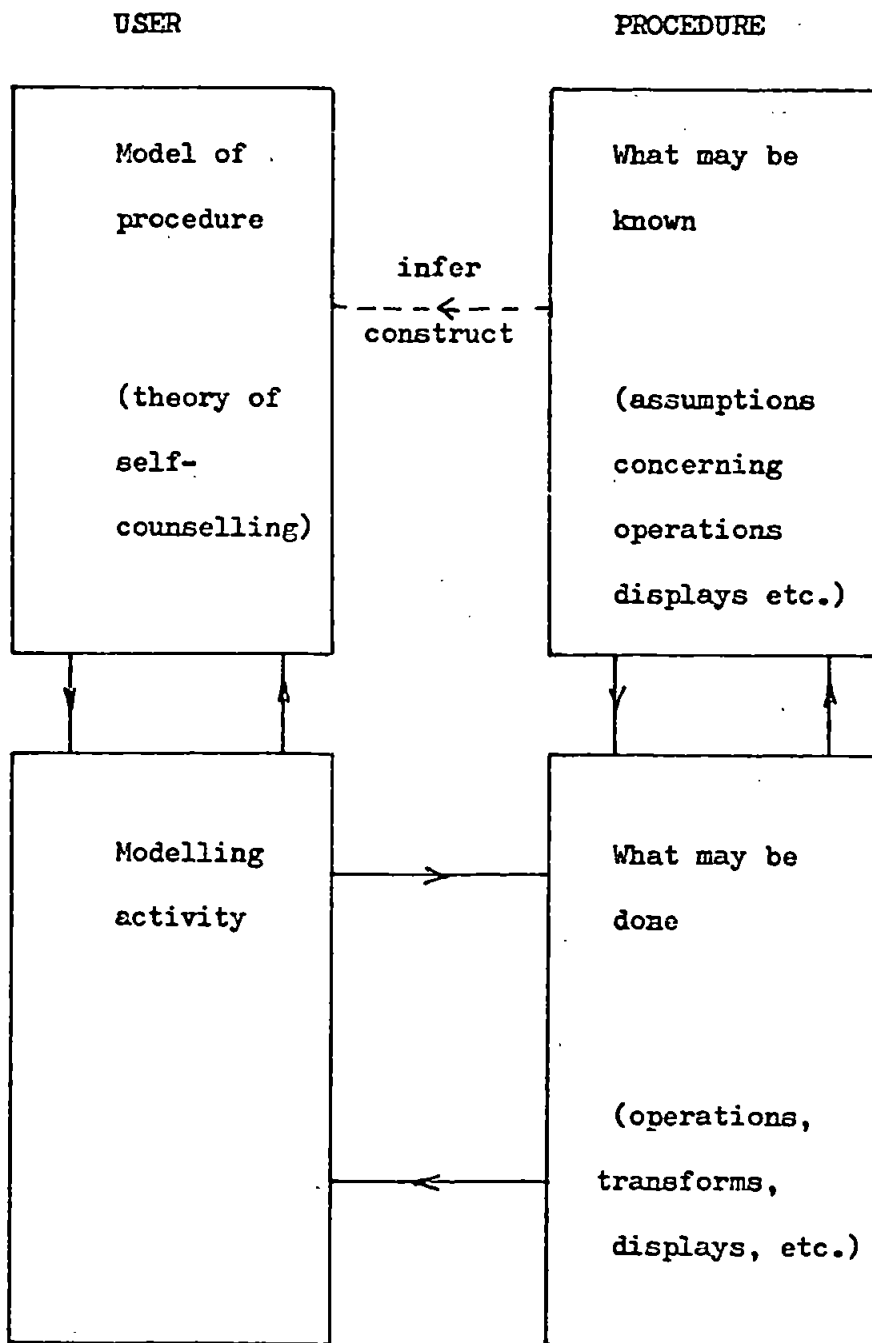 USER
PROCEDURE
Model of
procedure
(theory of
self-
counselling)
infer
construct
What may be
known
(assumptions
concerning
operations
displays etc.)
Modelling
activity
What may be
done
(operations,
transforms,
displays, etc.)